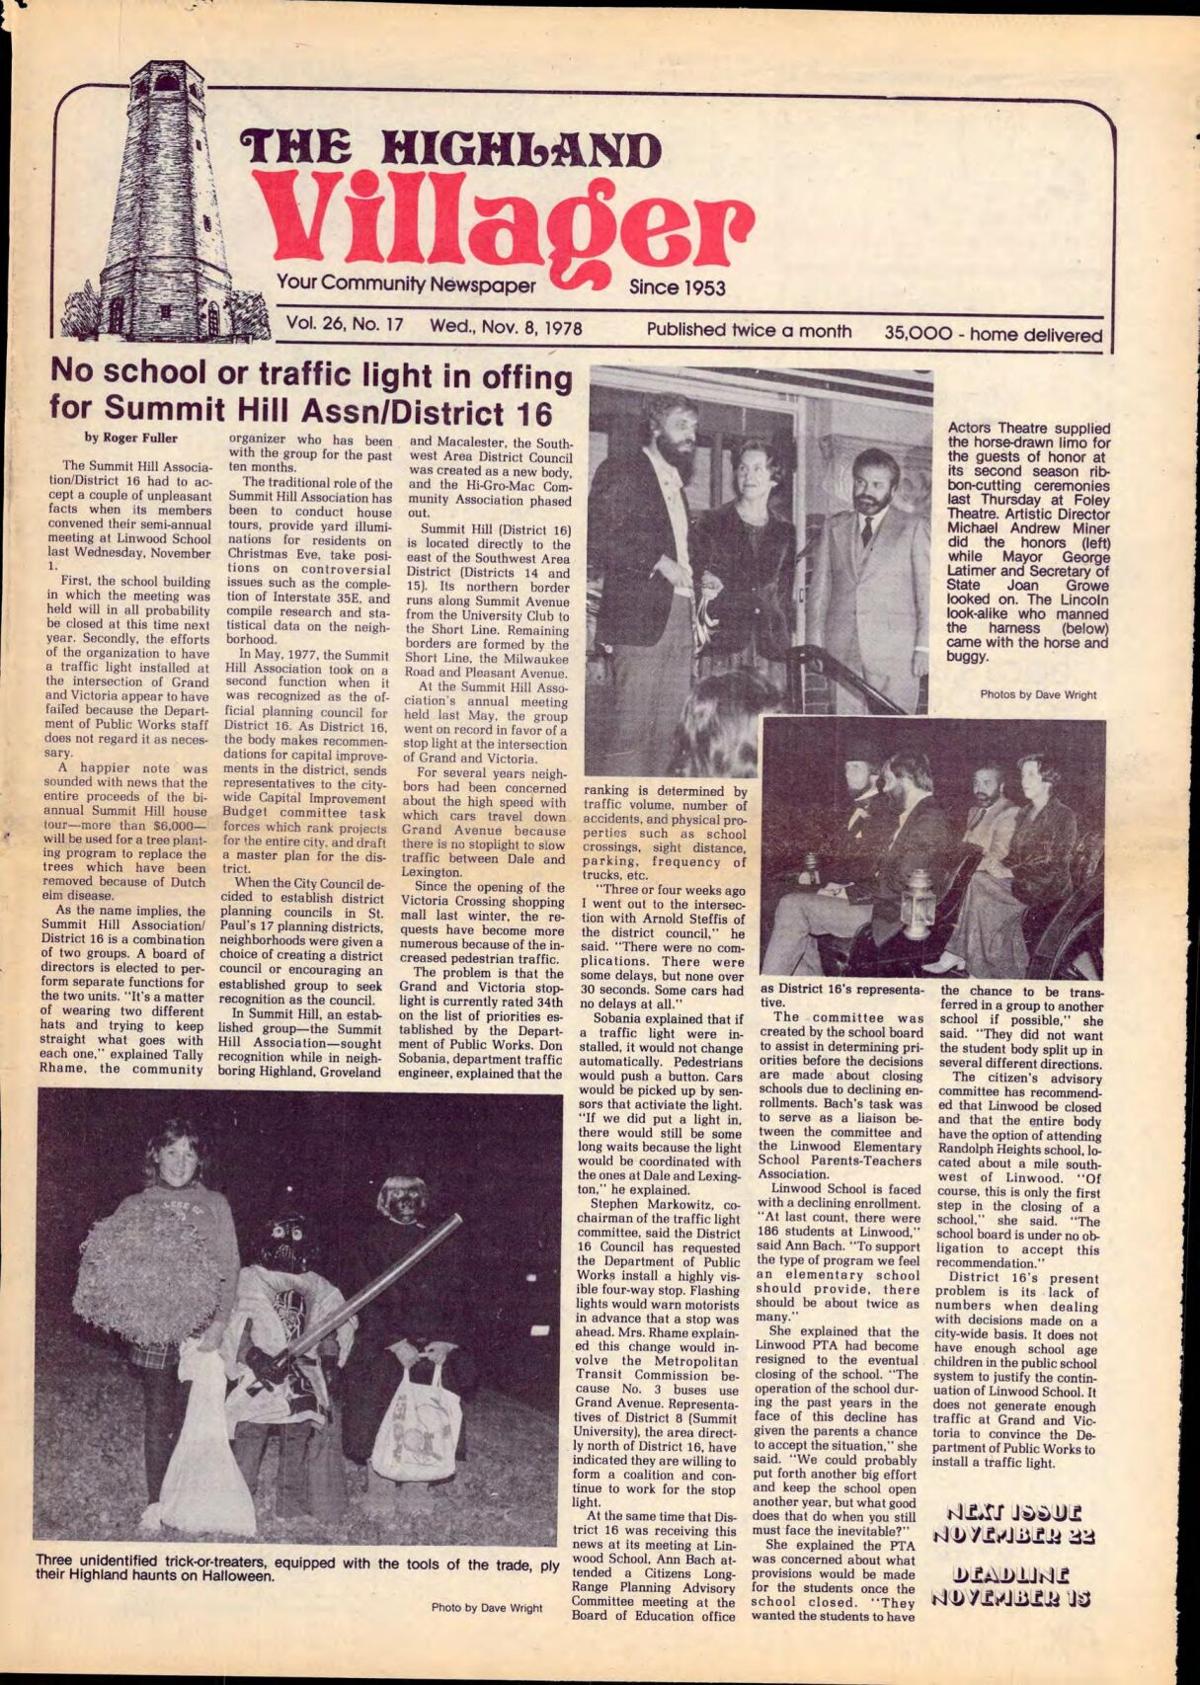 THE HIGHLAND
Villager
Your Community Newspaper
Since 1953
Vol. 26, No. 17 Wed., Nov. 8, 1978 Published twice a month 35,000 - home delivered
No school or traffic light in offing
for Summit Hill Assn/District 16
by Roger Fuller
The Summit Hill Associa-
tion/District 16 had to ac-
cept a couple of unpleasant
facts when its members
convened their semi-annual
meeting at Linwood School
last Wednesday, November
1.
First, the school building
in which the meeting was
held will in all probability
be closed at this time next
year. Secondly, the efforts
of the organization to have
a traffic light installed at
the intersection of Grand
and Victoria appear to have
failed because the Depart-
ment of Public Works staff
does not regard it as neces-
sary.
A happier note was
sounded with news that the
entire proceeds of the bi-
annual Summit Hill house
tour—more than $6,000—
will be used for a tree plant-
ing program to replace the
trees which have been
removed because of Dutch
elm disease.
As the name implies, the
Summit Hill Association/
District 16 is a combination
of two groups. A board of
directors is elected to per-
form separate functions for
the two units. "It's a matter
of wearing two different
hats and trying to keep
straight what goes with
each one," explained Tally
Rhame, the community
organizer who has been
with the group for the past
ten months.
The traditional role of the
Summit Hill Association has
been to conduct house
tours, provide yard illumi-
nations for residents on
Christmas Eve, take posi-
tions on controversial
issues such as the comple-
tion of Interstate 35E, and
compile research and sta-
tistical data on the neigh-
borhood.
In May, 1977, the Summit
Hill Association took on a
second function when it
was recognized as the of-
ficial planning council for
District 16. As District 16,
the body makes recommen-
dations for capital improve-
ments in the district, sends
representatives to the city-
wide Capital Improvement
Budget committee task
forces which rank projects
for the entire city, and draft
a master plan for the dis-
trict.
When the City Council de-
cided to establish district
planning councils in St.
Paul's 17 planning districts,
neighborhoods were given a
choice of creating a district
council or encouraging an
established group to seek
recognition as the council.
In Summit Hill, an estab-
lished group—the Summit
Hill Association—sought
recognition while in neigh-
boring Highland, Groveland
and Macalester, the South-
west Area District Council
was created as a new body,
and the Hi-Gro-Mac Com-
munity Association phased
out.
Summit Hill (District 16)
is located directly to the
east of the Southwest Area
District (Districts 14 and
15). Its northern border
runs along Summit Avenue
from the University Club to
the Short Line. Remaining
borders are formed by the
Short Line, the Milwaukee
Road and Pleasant Avenue.
At the Summit Hill Asso-
ciation's annual meeting
held last May, the group
went on record in favor of a
stop light at the intersection
of Grand and Victoria.
For several years neigh-
bors had been concerned
about the high speed with
which cars travel down
Grand Avenue because
there is no stoplight to slow
traffic between Dale and
Lexington.
Since the opening of the
Victoria Crossing shopping
mall last winter, the re-
quests have become more
numerous because of the in-
creased pedestrian traffic.
The problem is that the
Grand and Victoria stop-
light is currently rated 34th
on the list of priorities es-
tablished by the Depart-
ment of Public Works. Don
Sobania, department traffic
engineer, explained that the
ranking is determined by
traffic volume, number of
accidents, and physical pro-
perties such as school
crossings, sight distance,
parking, frequency of
trucks, etc.
"Three or four weeks ago
I went out to the intersec-
tion with Arnold Steffis of
the district council," he
said. "There were no com-
plications. There were
some delays, but none over
30 seconds. Some cars had
no delays at all."
Sobania explained that if
a traffic light were in-
stalled, it would not change
automatically. Pedestrians
would push a button. Cars
would be picked up by sen-
sors that activiate the light.
"If we did put a light in,
there would still be some
long waits because the light
would be coordinated with
the ones at Dale and Lexing-
ton," he explained.
Stephen Markowitz, co-
chairman of the traffic light
committee, said the District
16 Council has requested
the Department of Public
Works install a highly vis-
ible four-way stop. Flashing
lights would warn motorists
in advance that a stop was
ahead. Mrs. Rhame explain-
ed this change would in-
volve the Metropolitan
Transit Commission be-
cause No. 3 buses use
Grand Avenue. Representa-
tives of District 8 (Summit
University), the area direct-
ly north of District 16, have
indicated they are willing to
form a coalition and con-
tinue to work for the stop
light.
At the same time that Dis-
trict 16 was receiving this
news at its meeting at Lin-
wood School, Ann Bach at-
tended a Citizens Long-
Range Planning Advisory
Committee meeting at the
Board of Education office
as District 16's representa-
tive.
The committee was
created by the school board
to assist in determining pri-
orities before the decisions
are made about closing
schools due to declining en-
rollments. Bach's task was
to serve as a liaison be-
tween the committee and
the Linwood Elementary
School Parents-Teachers
Association.
Linwood School is faced
with a declining enrollment.
"At last count, there were
186 students at Linwood,"
said Ann Bach. "To support
the type of program we feel
an elementary school
should provide, there
should be about twice as
many."
She explained that the
Linwood PTA had become
resigned to the eventual
closing of the school. "The
operation of the school dur-
ing the past years in the
face of this decline has
given the parents a chance
to accept the situation," she
said. "We could probably
put forth another big effort
and keep the school open
another year, but what good
does that do when you still
must face the inevitable?"
She explained the PTA
was concerned about what
provisions would be made
for the students once the
school closed. "They
wanted the students to have
the chance to be trans-
ferred in a group to another
school if possible," she
said. "They did not want
the student body split up in
several different directions.
The citizen's advisory
committee has recommend-
ed that Linwood be closed
and that the entire body
have the option of attending
Randolph Heights school, lo-
cated about a mile south-
west of Linwood. "Of
course, this is only the first
step in the closing of a
school," she said. "The
school board is under no ob-
ligation to accept this
recommendation."
District 16's present
problem is its lack of
numbers when dealing
with decisions made on a
city-wide basis. It does not
have enough school age
children in the public school
system to justify the contin-
uation of Linwood School. It
does not generate enough
traffic at Grand and Vic-
toria to convince the De-
partment of Public Works to
install a traffic light.
Actors Theatre supplied
the horse-drawn limo for
the guests of honor at
its second season rib-
bon-cutting ceremonies
last Thursday at Foley
Theatre. Artistic Director
Michael Andrew Miner
did the honors (left)
while Mayor George
Latimer and Secretary of
State Joan Growe
looked on. The Lincoln
look-alike who manned
the harness (below)
came with the horse and
buggy.
Photos by Dave Wright
Three unidentified trick-or-treaters, equipped with the tools of the trade, ply
their Highland haunts on Halloween.
Photo by Dave Wright
NEXT ISSUE
NOVEMBER 22
DEADLINE
NOVEMBER 15